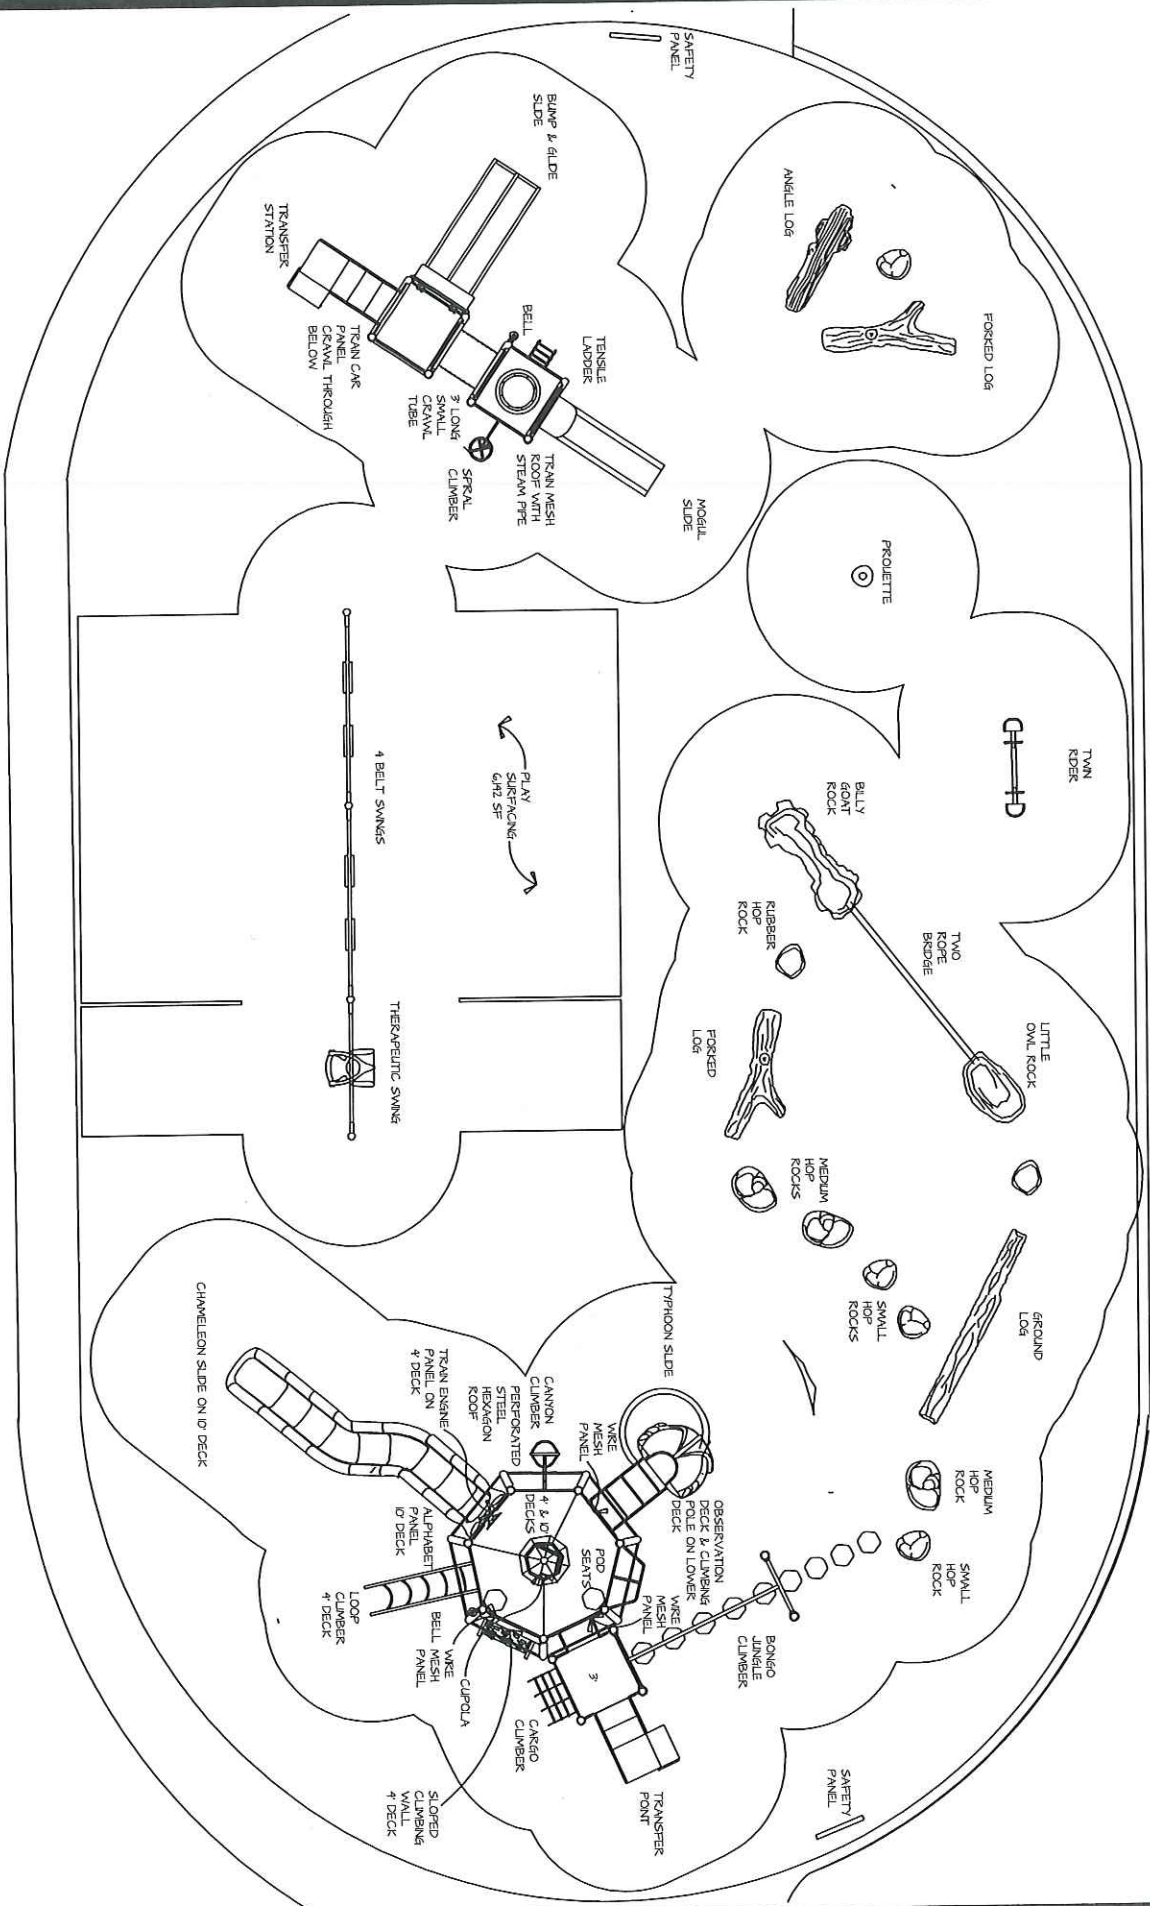 SAFETY
PANEL
BUMP & GLIDE
SLIDE
ANGLE LOG
FORKED LOG
TRANSFER
STATION
TRAIN CAR
PANEL
CRAWL THROUGH
BELOW
BELL
TENSILE
LADDER
3' LONG
SMALL
CRAWL
TUBE
SPIRAL
CLIMBER
TRAIN MESH
ROOF WITH
STEAM PIPE
MOGUL
SLIDE
PIROUETTE
TWIN
RIDER
4 BELT SWINGS
PLAY
SURFACING
6,142 SF
BILLY
GOAT
ROCK
RUBBER
HOP
ROCK
TWO
ROPE
BRIDGE
LITTLE
OWL ROCK
THERAPEUTIC SWING
FORKED
LOG
MEDIUM
HOP
ROCKS
SMALL
HOP
ROCKS
GROUND
LOG
CHAMELEON SLIDE ON 10' DECK
TYPHOON SLIDE
TRAIN ENGINE
PANEL ON
4' DECK
PERFORATED
STEEL
HEXAGON
ROOF
CANYON
CLIMBER
WIRE
MESH
PANEL
4' & 10'
DECKS
POD
SEATS
OBSERVATION
DECK & CLIMBING
POLE ON LOWER
DECK
WIRE
MESH
PANEL
MEDIUM
HOP
ROCK
SMALL
HOP
ROCK
ALPHABET
PANEL
10' DECK
LOOP
CLIMBER
4' DECK
WIRE
BELL MESH
PANEL
CUPOLA
3'
CARGO
CLIMBER
BONGO
JUNGLE
CLIMBER
SLOPED
CLIMBING
WALL
4' DECK
TRANSFER
POINT
SAFETY
PANEL